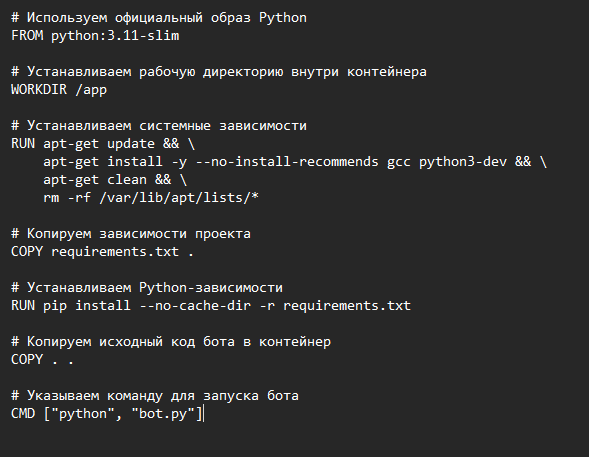 # Используем официальный образ Python
FROM python:3.11-slim
# Устанавливаем рабочую директорию внутри контейнера
WORKDIR /app
# Устанавливаем системные зависимости
RUN apt-get update && \
    apt-get install -y --no-install-recommends gcc python3-dev && \
    apt-get clean && \
    rm -rf /var/lib/apt/lists/*
# Копируем зависимости проекта
COPY requirements.txt .
# Устанавливаем Python-зависимости
RUN pip install --no-cache-dir -r requirements.txt
# Копируем исходный код бота в контейнер
COPY . .
# Указываем команду для запуска бота
CMD ["python", "bot.py"]